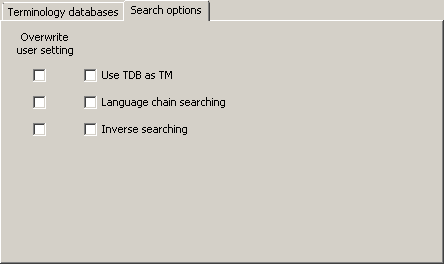 Terminology databases
Search options
Overwrite
user setting
Use TDB as TM
Language chain searching
Inverse searching